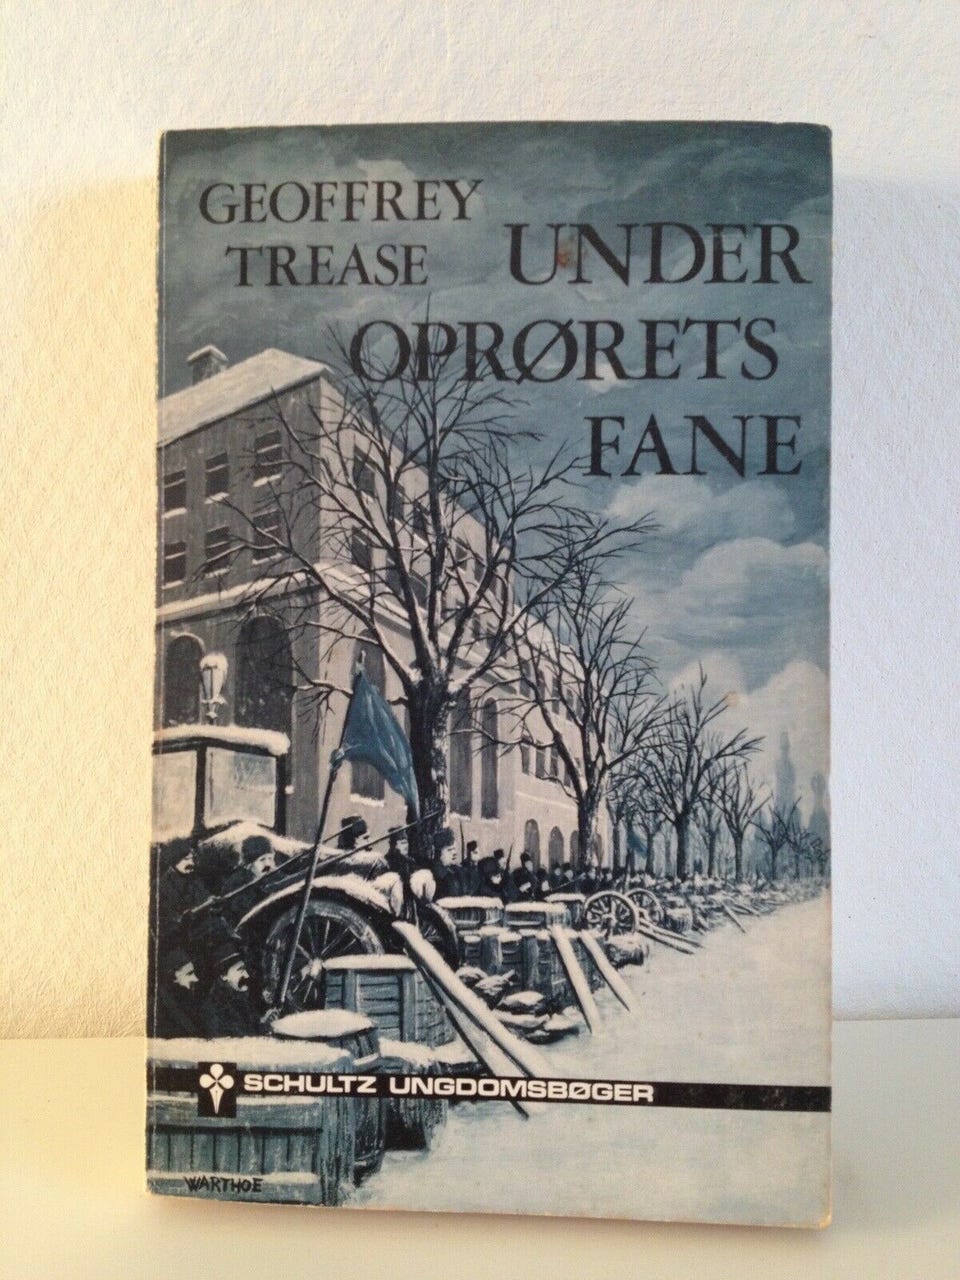 GEOFFREY
TREASE
UNDER
OPRØRETS
FANE
SCHULTZ UNGDOMSBØGER
WARTHOE